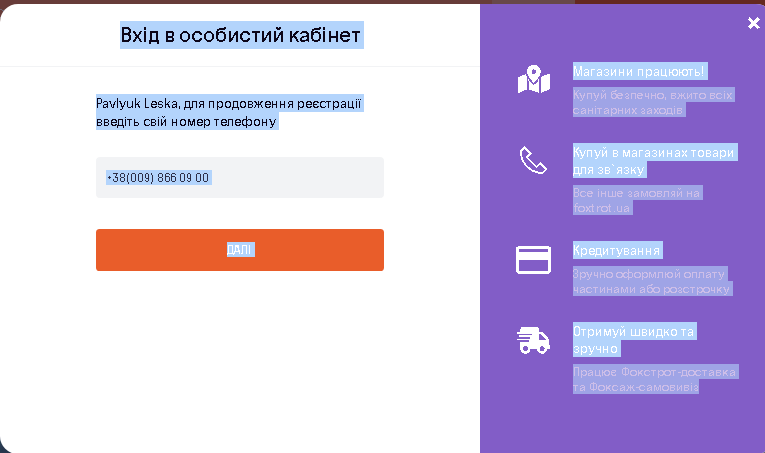 Вхід в особистий кабінет
Pavlyuk Leska, для продовження реєстрації
введіть свій номер телефону
+38(009) 866 09 00
ДАЛІ
Магазини працюють!
Купуй безпечно, вжито всіх
санітарних заходів
Купуй в магазинах товари
для зв`язку
Все інше замовляй на
foxtrot.ua
Кредитування
Зручно оформлюй оплату
частинами або розстрочку
Отримуй швидко та
зручно
Працює Фокстрот-доставка
та Фоксаж-самовивіз